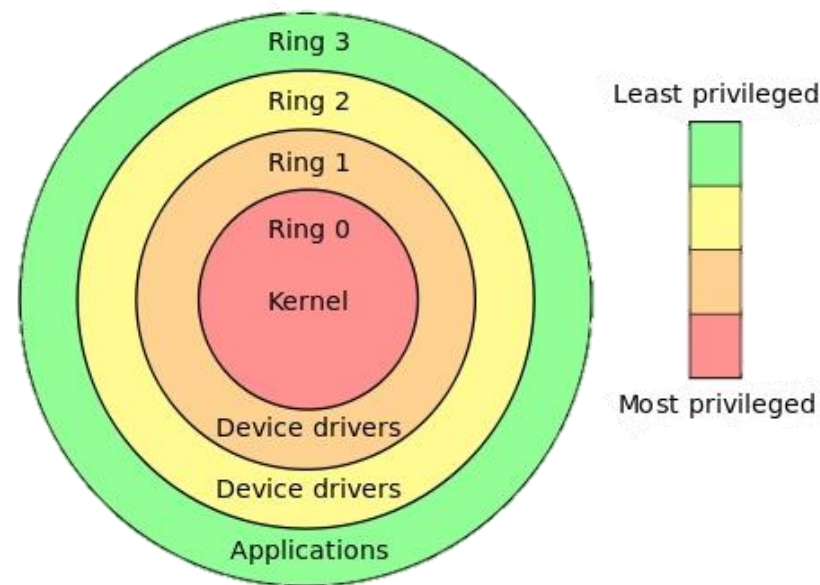 Ring 3
Ring 2
Ring 1
Ring 0
Kernel
Device drivers
Device drivers
Applications
Least privileged
Most privileged